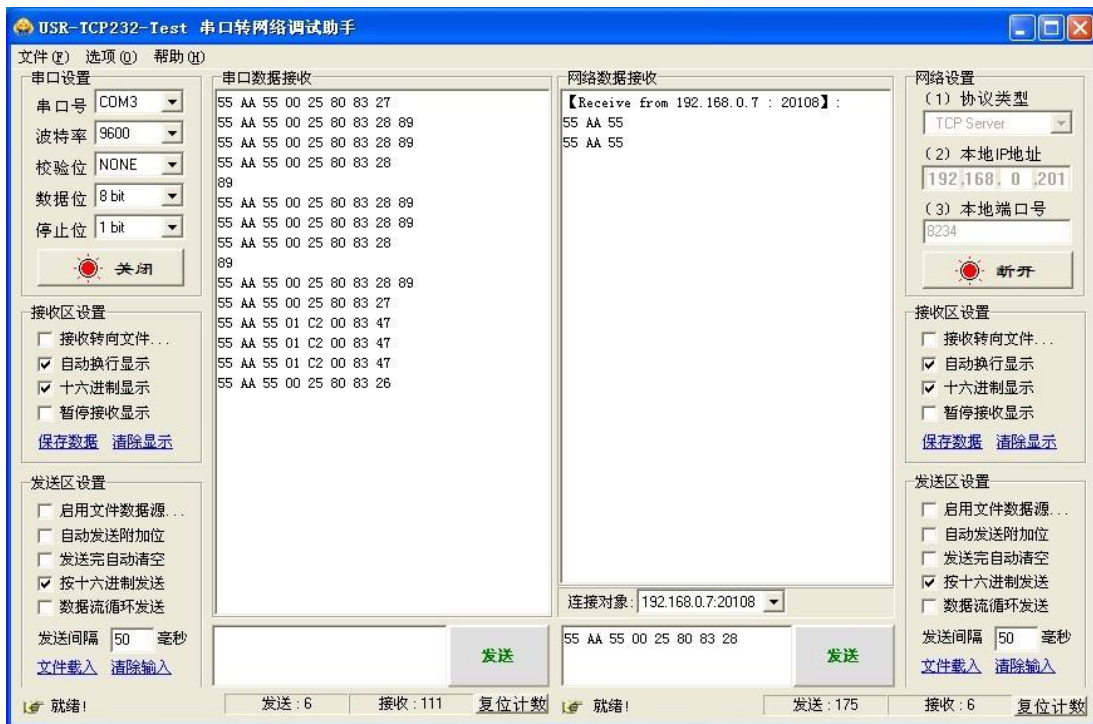 USR-TCP232-Test 串口转网络调试助手
文件(F) 选项(O) 帮助(H)
串口设置
串口号 COM3
波特率 9600
校验位 NONE
数据位 8 bit
停止位 1 bit
关闭
接收区设置
接收转向文件...
自动换行显示
十六进制显示
暂停接收显示
保存数据 清除显示
发送区设置
启用文件数据源...
自动发送附加位
发送完自动清空
按十六进制发送
数据流循环发送
发送间隔 50 毫秒
文件载入 清除输入
就绪!
串口数据接收
55 AA 55 00 25 80 83 27
55 AA 55 00 25 80 83 28 89
55 AA 55 00 25 80 83 28 89
55 AA 55 00 25 80 83 28
89
55 AA 55 00 25 80 83 28 89
55 AA 55 00 25 80 83 28 89
55 AA 55 00 25 80 83 28
89
55 AA 55 00 25 80 83 28 89
55 AA 55 00 25 80 83 27
55 AA 55 01 C2 00 83 47
55 AA 55 01 C2 00 83 47
55 AA 55 01 C2 00 83 47
55 AA 55 00 25 80 83 26
发送
发送:6 接收:111 复位计数
网络数据接收
【Receive from 192.168.0.7 : 20108】:
55 AA 55
55 AA 55
连接对象: 192.168.0.7:20108
55 AA 55 00 25 80 83 28
发送
就绪!
发送:175 接收:6 复位计数
网络设置
(1) 协议类型
TCP Server
(2) 本地IP地址
192.168. 0 .201
(3) 本地端口号
8234
断开
接收区设置
接收转向文件...
自动换行显示
十六进制显示
暂停接收显示
保存数据 清除显示
发送区设置
启用文件数据源...
自动发送附加位
发送完自动清空
按十六进制发送
数据流循环发送
发送间隔 50 毫秒
文件载入 清除输入